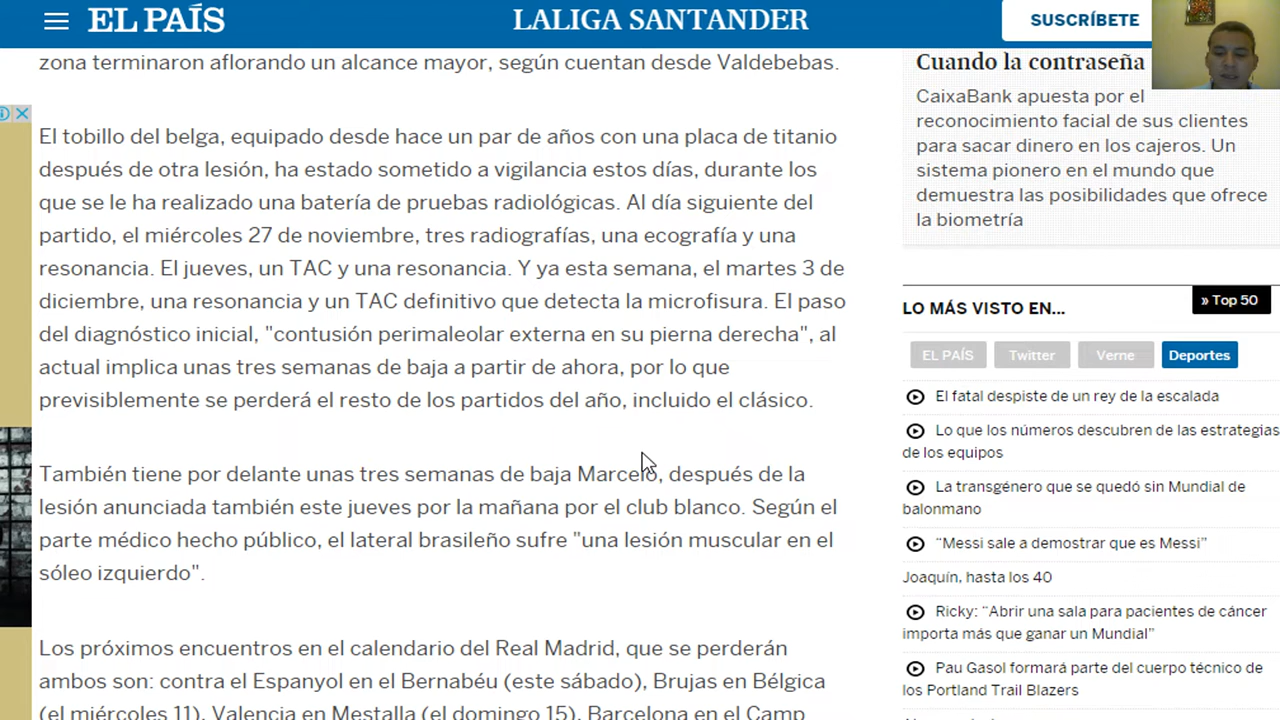 EL PAÍS
LALIGA SANTANDER
SUSCRÍBETE
zona terminaron aflorando un alcance mayor, según cuentan desde Valdebebas.
El tobillo del belga, equipado desde hace un par de años con una placa de titanio
después de otra lesión, ha estado sometido a vigilancia estos días, durante los
que se le ha realizado una batería de pruebas radiológicas. Al día siguiente del
partido, el miércoles 27 de noviembre, tres radiografías, una ecografía y una
resonancia. El jueves, un TAC y una resonancia. Y ya esta semana, el martes 3 de
diciembre, una resonancia y un TAC definitivo que detecta la microfisura. El paso
del diagnóstico inicial, "contusión perimaleolar externa en su pierna derecha", al
actual implica unas tres semanas de baja a partir de ahora, por lo que
previsiblemente se perderá el resto de los partidos del año, incluido el clásico.
También tiene por delante unas tres semanas de baja Marcelo, después de la
lesión anunciada también este jueves por la mañana por el club blanco. Según el
parte médico hecho público, el lateral brasileño sufre "una lesión muscular en el
sóleo izquierdo".
Los próximos encuentros en el calendario del Real Madrid, que se perderán
ambos son: contra el Espanyol en el Bernabéu (este sábado), Brujas en Bélgica
(el miércoles 11), Valencia en Mestalla (el domingo 15), Barcelona en el Camp
Cuando la contraseña
CaixaBank apuesta por el
reconocimiento facial de sus clientes
para sacar dinero en los cajeros. Un
sistema pionero en el mundo que
demuestra las posibilidades que ofrece
la biometría
LO MÁS VISTO EN...
» Top 50
EL PAÍS
Twitter
Verne
Deportes
El fatal despiste de un rey de la escalada
Lo que los números descubren de las estrategias
de los equipos
La transgénero que se quedó sin Mundial de
balonmano
“Messi sale a demostrar que es Messi”
Joaquín, hasta los 40
Ricky: “Abrir una sala para pacientes de cáncer
importa más que ganar un Mundial”
Pau Gasol formará parte del cuerpo técnico de
los Portland Trail Blazers